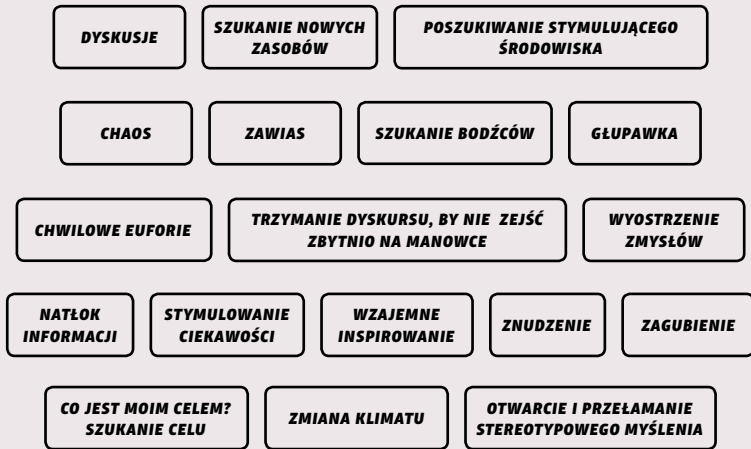 DYSKUSJE
SZUKANIE NOWYCH
ZASOBÓW
POSZUKIWANIE STYMULUJĄCEGO
ŚRODOWISKA
CHAOS
ZAWIAS
SZUKANIE BODŹCÓW
GŁUPAWKA
CHWILOWE EUFORIE
TRZYMANIE DYSKURSU, BY NIE ZEJŚĆ
ZBYTNIO NA MANOWCE
WYOSTRZENIE
ZMYSŁÓW
NATŁOK
INFORMACJI
STYMULOWANIE
CIEKAWOŚCI
WZAJEMNE
INSPIROWANIE
ZNUDZENIE
ZAGUBIENIE
CO JEST MOIM CELEM?
SZUKANIE CELU
ZMIANA KLIMATU
OTWARCIE I PRZEŁAMANIE
STEREOTYPOWEGO MYŚLENIA